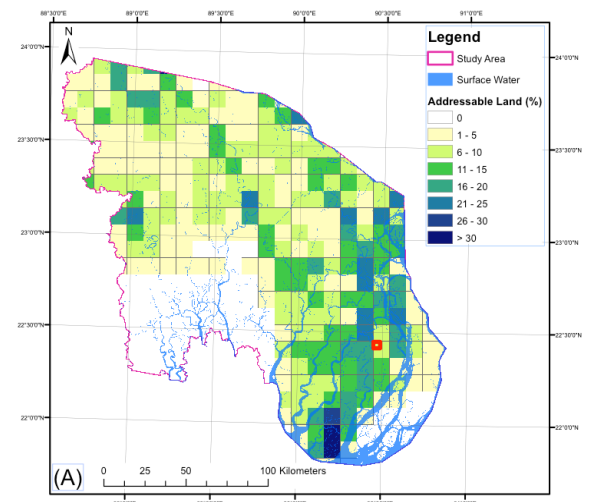 88°30'0"E 89°0'0"E 89°30'0"E 90°0'0"E 90°30'0"E 91°0'0"E
N
24°0'0"N
23°30'0"N
23°0'0"N
22°30'0"N
22°0'0"N
Legend
Study Area
Surface Water
Addressable Land (%)
0
1 - 5
6 - 10
11 - 15
16 - 20
21 - 25
26 - 30
> 30
24°0'0"N
23°30'0"N
23°0'0"N
22°30'0"N
22°0'0"N
(A)
0 25 50 100 Kilometers